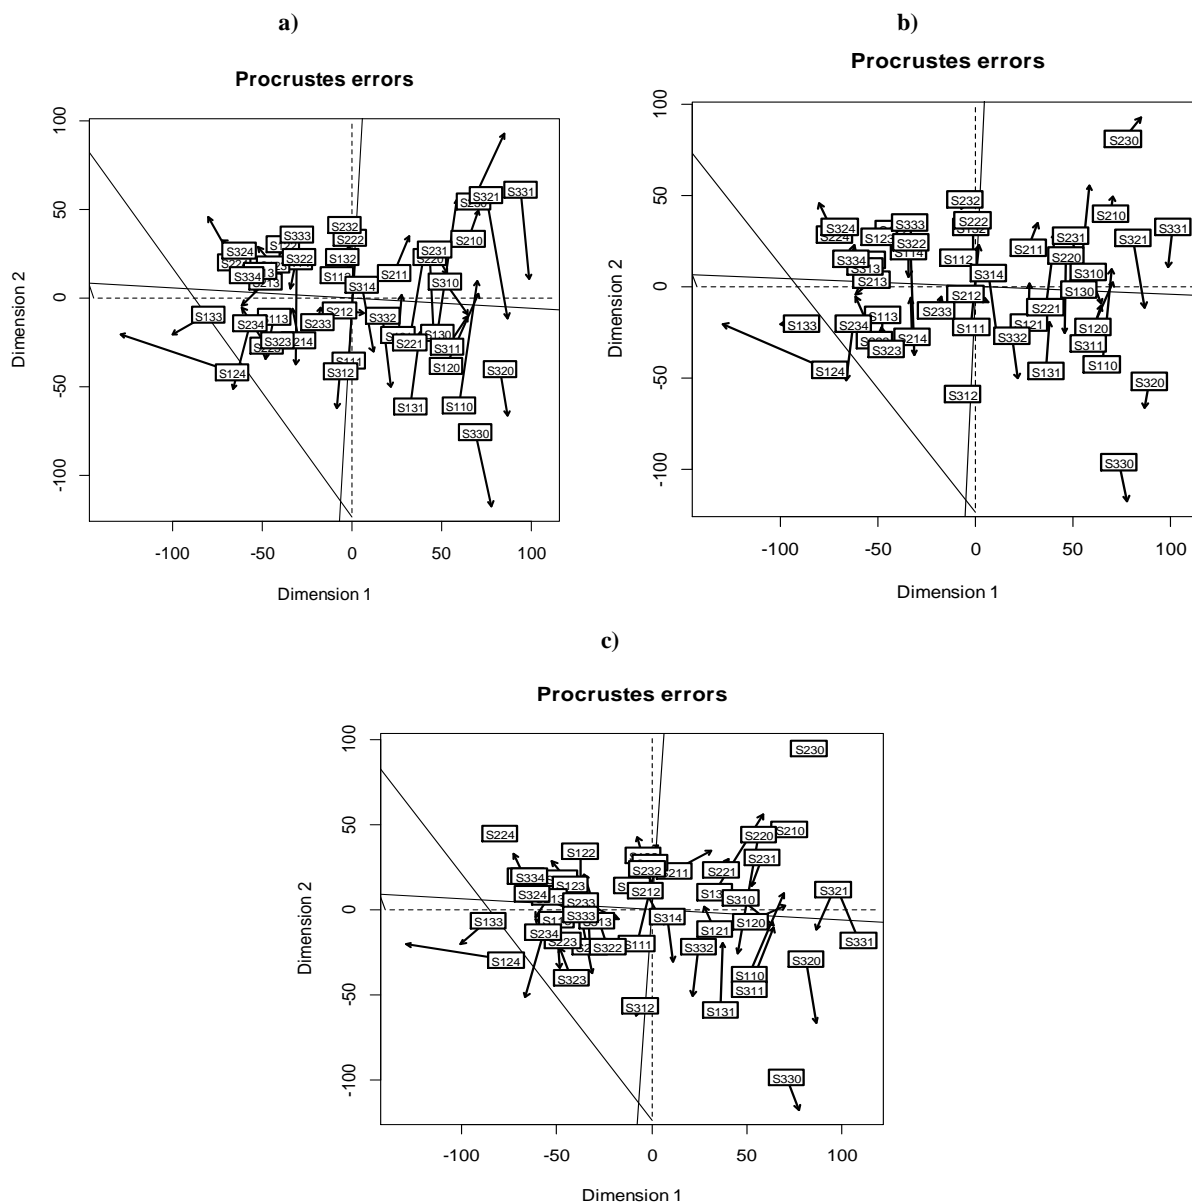 a)
Procrustes errors
100
50
0
-50
-100
Dimension 2
S331
S321
S210
S231
S310
S211
S232
S222
S132
S314
S212
S332
S333
S322
S324
S334
S213
S133
S234
S113
S233
S323
S124
S111
S312
S221
S130
S311
S120
S131
S110
S320
S330
-100
-50
0
50
100
Dimension 1
b)
Procrustes errors
100
50
0
-50
-100
Dimension 2
S230
S232
S222
S210
S331
S321
S231
S211
S220
S333
S324
S123
S322
S114
S334
S112
S314
S310
S213
S212
S130
S233
S221
S113
S133
S234
S111
S121
S120
S332
S214
S323
S311
S124
S131
S110
S312
S320
S330
-100
-50
0
50
100
Dimension 1
c)
Procrustes errors
100
50
0
-50
-100
Dimension 2
S230
S224
S220
S210
S122
S231
S232
S211
S221
S334
S123
S324
S212
S310
S321
S233
S333
S314
S133
S120
S121
S234
S223
S322
S111
S332
S331
S124
S320
S323
S110
S311
S312
S131
S330
-100
-50
0
50
100
Dimension 1